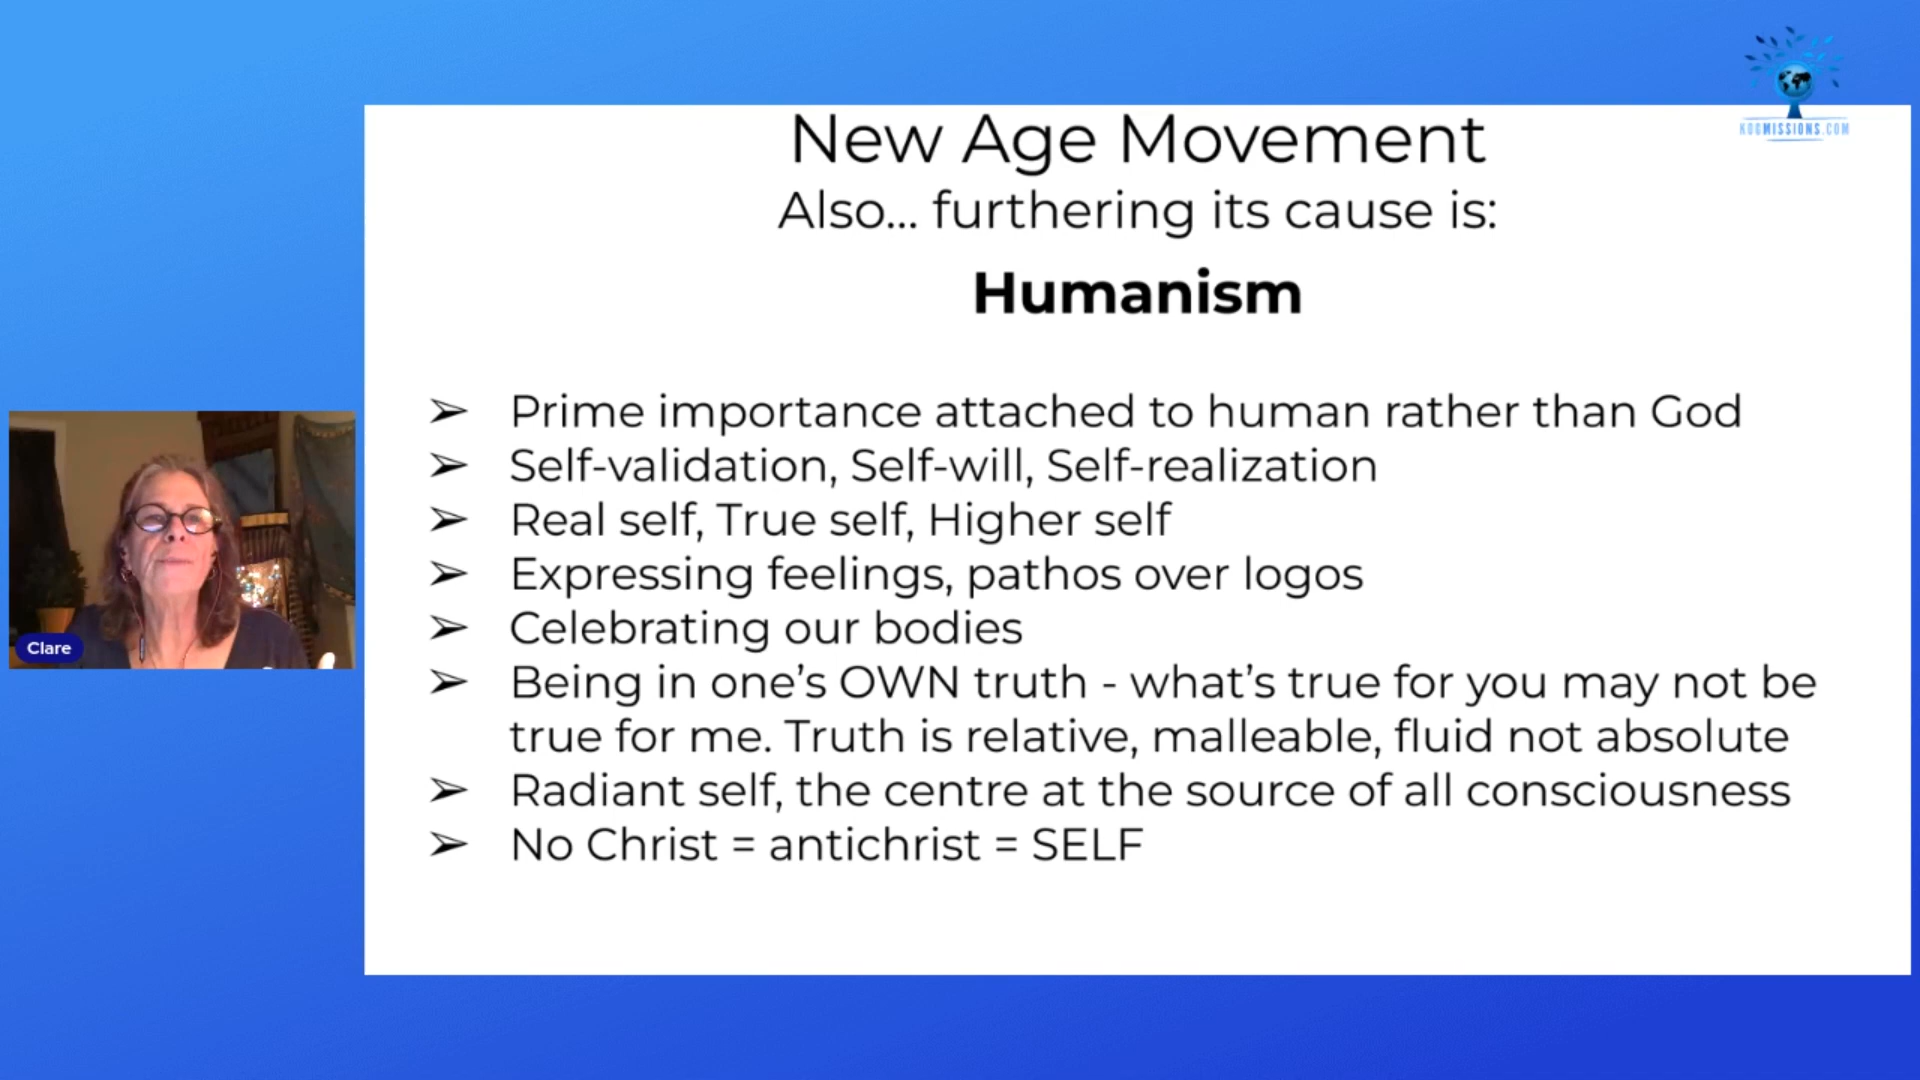 KOGMISSIONS.COM
New Age Movement
Also... furthering its cause is:
Humanism
➢ Prime importance attached to human rather than God
➢ Self-validation, Self-will, Self-realization
➢ Real self, True self, Higher self
➢ Expressing feelings, pathos over logos
➢ Celebrating our bodies
➢ Being in one’s OWN truth - what’s true for you may not be
true for me. Truth is relative, malleable, fluid not absolute
➢ Radiant self, the centre at the source of all consciousness
➢ No Christ = antichrist = SELF
Clare